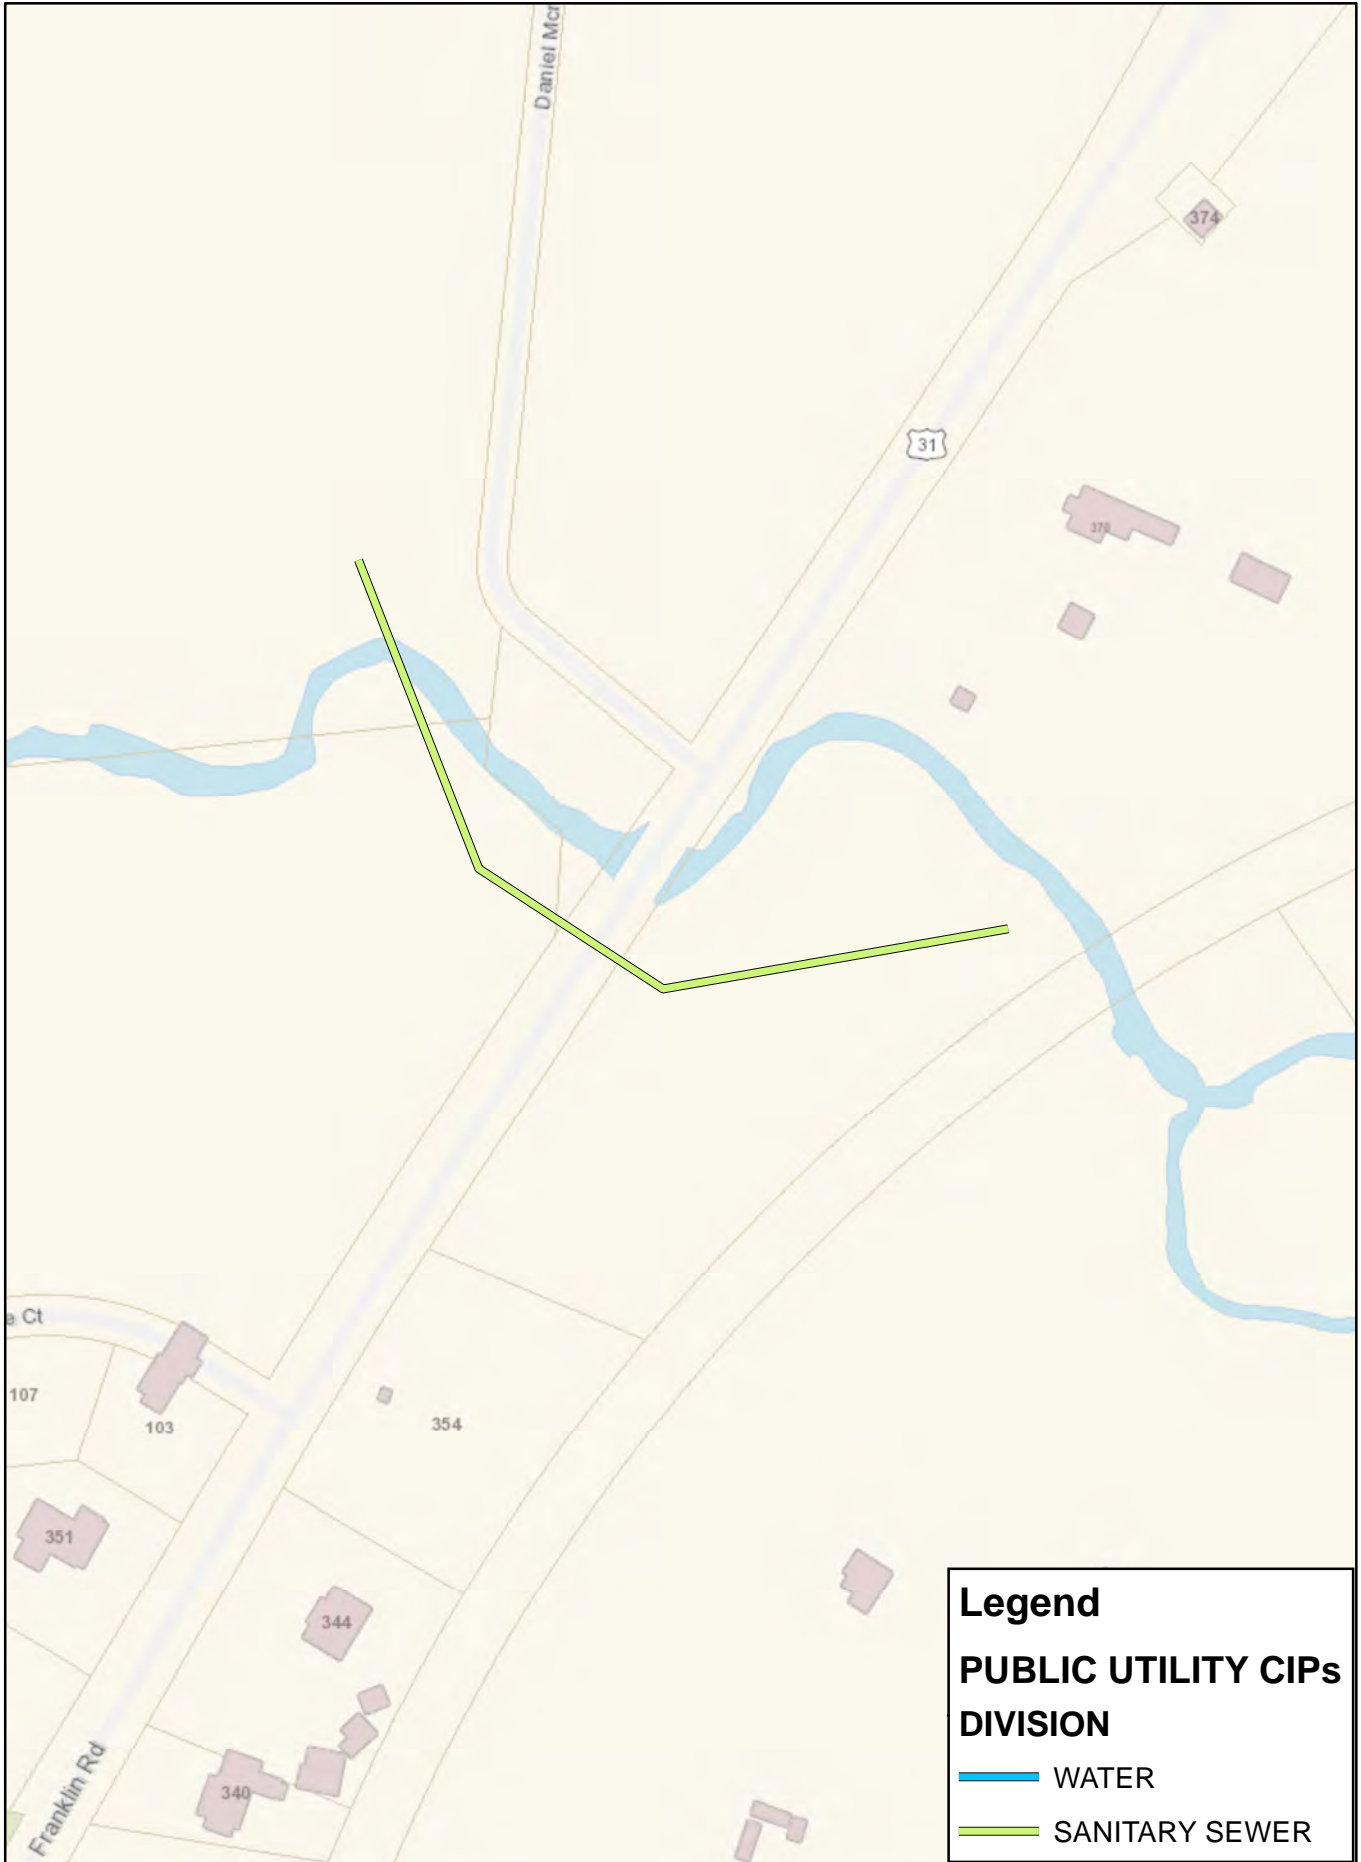 Daniel Mcr
374
31
370
e Ct
107
103
354
351
344
340
Franklin Rd
Legend
PUBLIC UTILITY CIPs
DIVISION
WATER
SANITARY SEWER